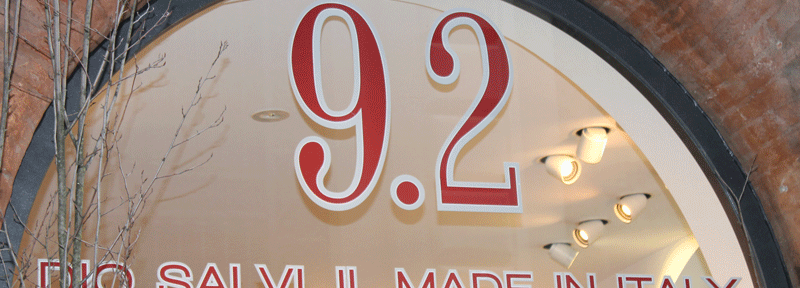 9.2
DIO SALVI IL MADE IN ITALY